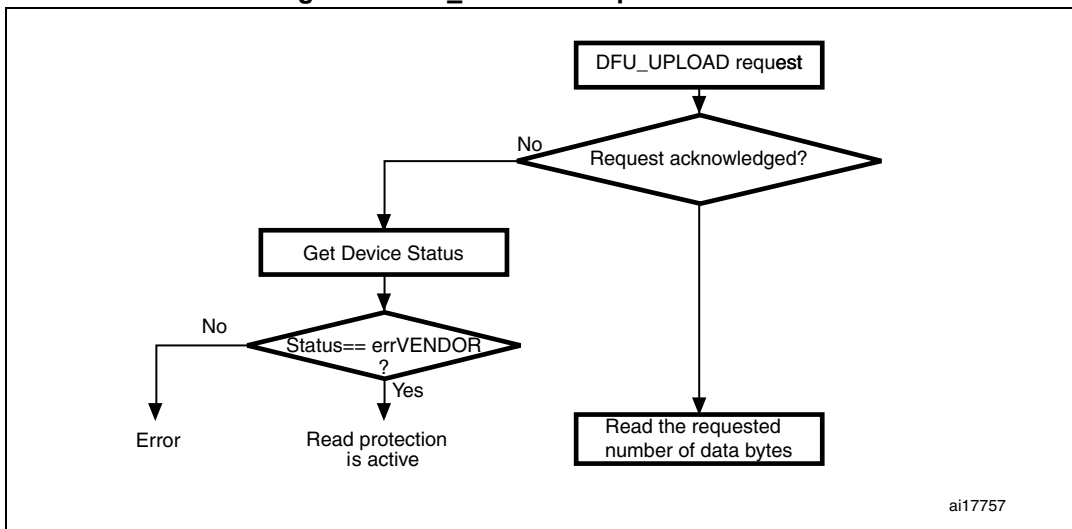 DFU_UPLOAD request
No
Request acknowledged?
Get Device Status
No
Status== errVENDOR
?
Yes
Error
Read protection
is active
Read the requested
number of data bytes
ai17757